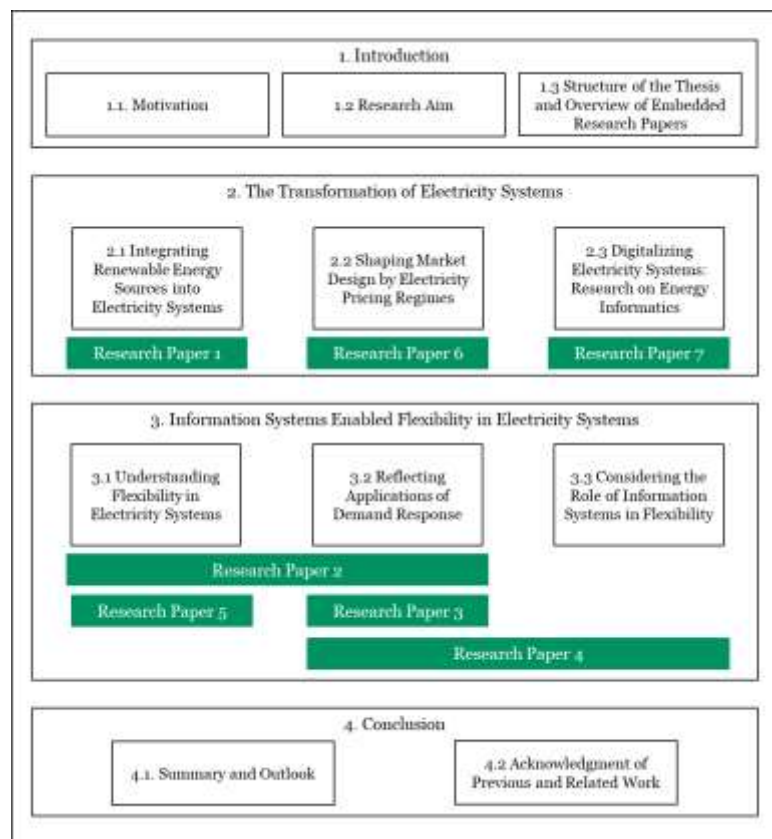 1. Introduction
1.1. Motivation
1.2 Research Aim
1.3 Structure of the Thesis
and Overview of Embedded
Research Papers
2. The Transformation of Electricity Systems
2.1 Integrating
Renewable Energy
Sources into
Electricity Systems
2.2 Shaping Market
Design by Electricity
Pricing Regimes
2.3 Digitalizing
Electricity Systems:
Research on Energy
Informatics
Research Paper 1
Research Paper 6
Research Paper 7
3. Information Systems Enabled Flexibility in Electricity Systems
3.1 Understanding
Flexibility in
Electricity Systems
3.2 Reflecting
Applications of
Demand Response
3.3 Considering the
Role of Information
Systems in Flexibility
Research Paper 2
Research Paper 5
Research Paper 3
Research Paper 4
4. Conclusion
4.1. Summary and Outlook
4.2 Acknowledgment of
Previous and Related Work